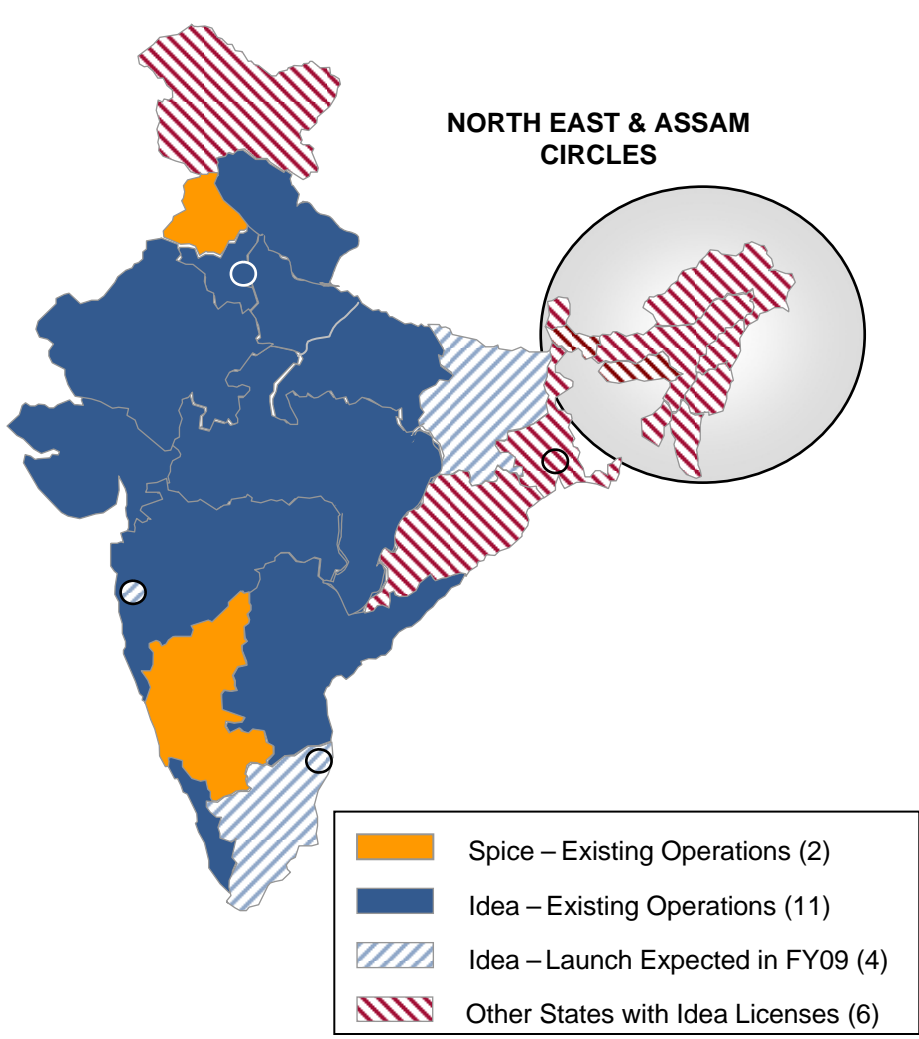 NORTH EAST & ASSAM
CIRCLES
Spice – Existing Operations (2)
Idea – Existing Operations (11)
Idea – Launch Expected in FY09 (4)
Other States with Idea Licenses (6)